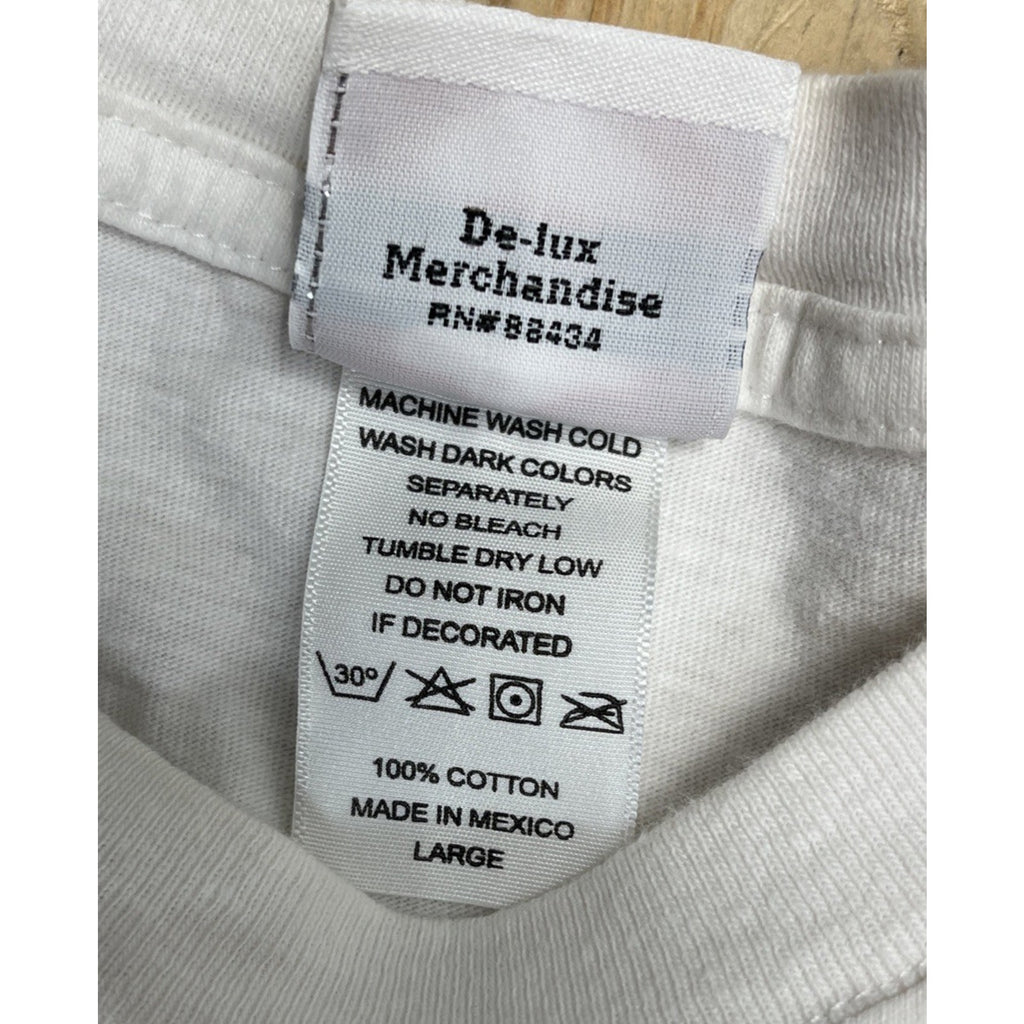 De-lux
Merchandise
RN#88434
MACHINE WASH COLD
WASH DARK COLORS
SEPARATELY
NO BLEACH
TUMBLE DRY LOW
DO NOT IRON
IF DECORATED
30°
100% COTTON
MADE IN MEXICO
LARGE